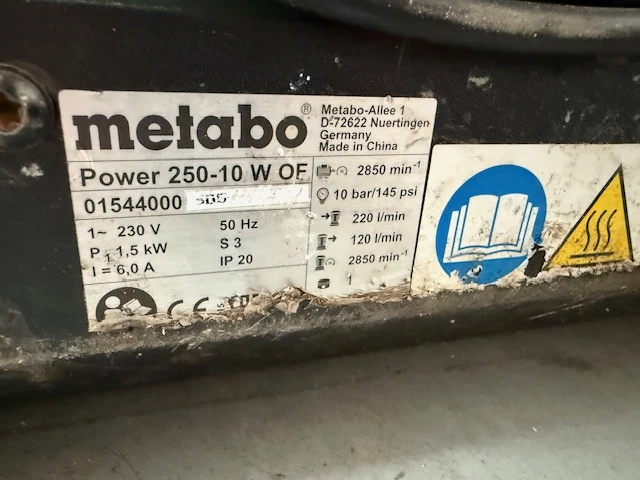 metabo®
Metabo-Allee 1
D-72622 Nuertingen
Germany
Made in China
Power 250-10 W OF
01544000
1~ 230 V 50 Hz
P₁ 1,5 kW S 3
I = 6,0 A IP 20
2850 min⁻¹
10 bar/145 psi
220 l/min
120 l/min
2850 min⁻¹
1
CE